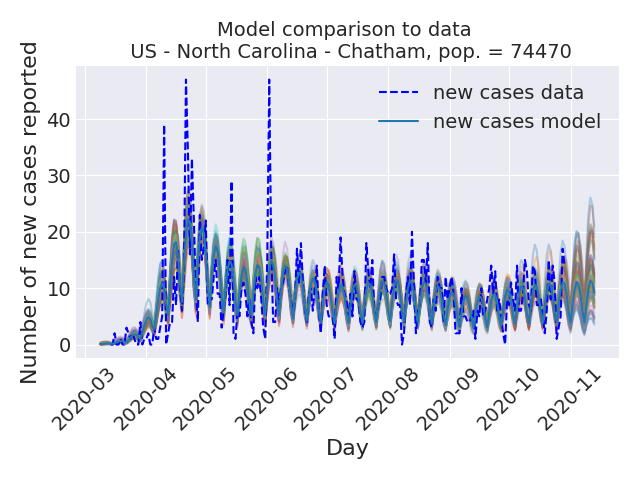 Model comparison to data
US - North Carolina - Chatham, pop. = 74470
Number of new cases reported
40
30
20
10
0
new cases data
new cases model
2020-03
2020-04
2020-05
2020-06
2020-07
2020-08
2020-09
2020-10
2020-11
Day